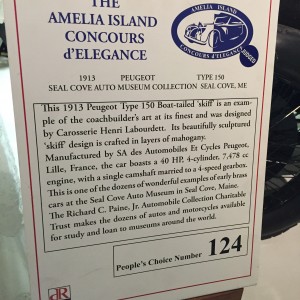 THE
AMELIA ISLAND
CONCOURS
d'ELEGANCE
AMELIA ISLAND
CONCOURS d'ELEGANCE
JUDGED
1913 PEUGEOT TYPE 150
SEAL COVE AUTO MUSEUM COLLECTION SEAL COVE, ME
This 1913 Peugeot Type 150 Boat-tailed 'skiff' is an exam-
ple of the coachbuilder's art at its finest and was designed
by Carosserie Henri Labourdett. Its beautifully sculptured
'skiff' design is crafted in layers of mahogany.
Manufactured by SA des Automobiles Et Cycles Peugeot,
Lille, France, the car boasts a 40 HP, 4-cylinder, 7,478 cc
engine, with a single camshaft married to a 4-speed gearbox.
This is one of the dozens of wonderful examples of early brass
cars at the Seal Cove Auto Museum in Seal Cove, Maine.
The Richard C. Paine, Jr. Automobile Collection Charitable
Trust makes the dozens of autos and motorcycles available
for study and loan to museums around the world.
People's Choice Number 124